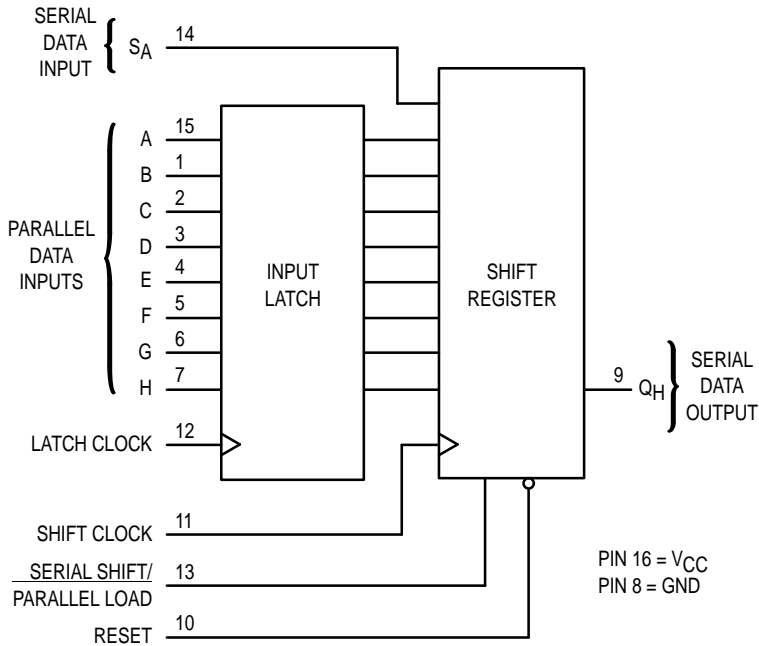 SERIAL
DATA
INPUT
SA
14
A
15
B
1
C
2
D
3
E
4
F
5
G
6
H
7
PARALLEL
DATA
INPUTS
INPUT
LATCH
SHIFT
REGISTER
9
QH
SERIAL
DATA
OUTPUT
LATCH CLOCK
12
SHIFT CLOCK
11
SERIAL SHIFT/
PARALLEL LOAD
13
RESET
10
PIN 16 = VCC
PIN 8 = GND